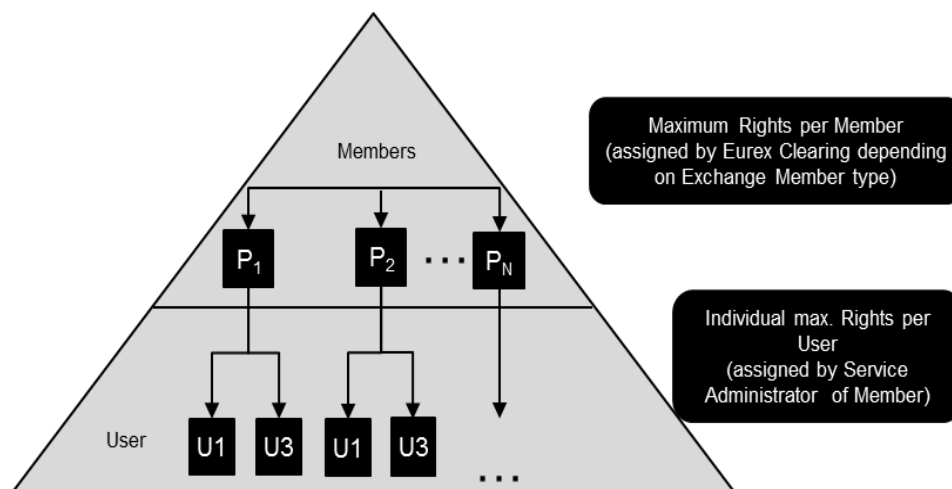 Maximum Rights per Member
(assigned by Eurex Clearing depending
on Exchange Member type)
Members
P1
P2
...
PN
Individual max. Rights per
User
(assigned by Service
Administrator of Member)
User
U1
U3
U1
U3
...